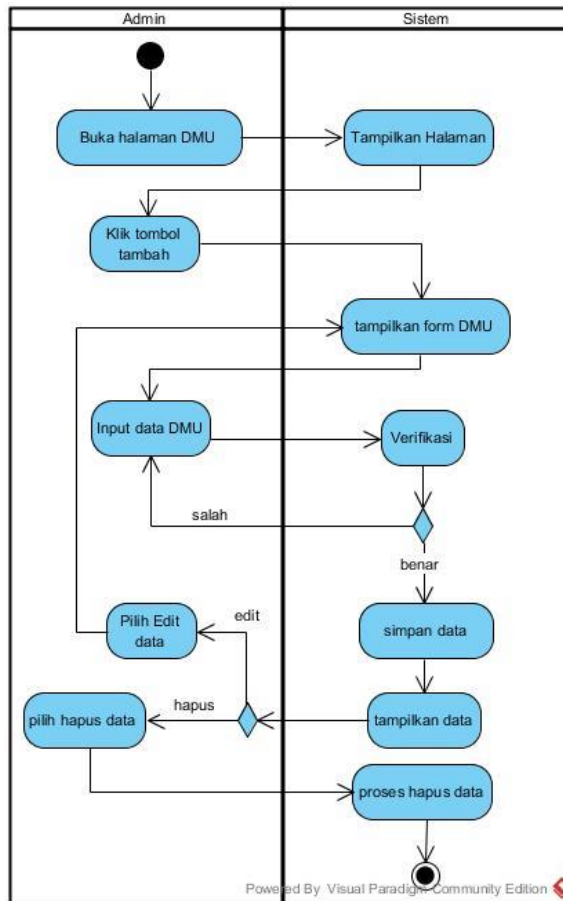 Admin
Sistem
Buka halaman DMU
Tampilkan Halaman
Klik tombol
tambah
tampilkan form DMU
Input data DMU
Verifikasi
salah
benar
Pilih Edit
data
edit
simpan data
pilih hapus data
hapus
tampilkan data
proses hapus data
Powered By Visual Paradigm Community Edition